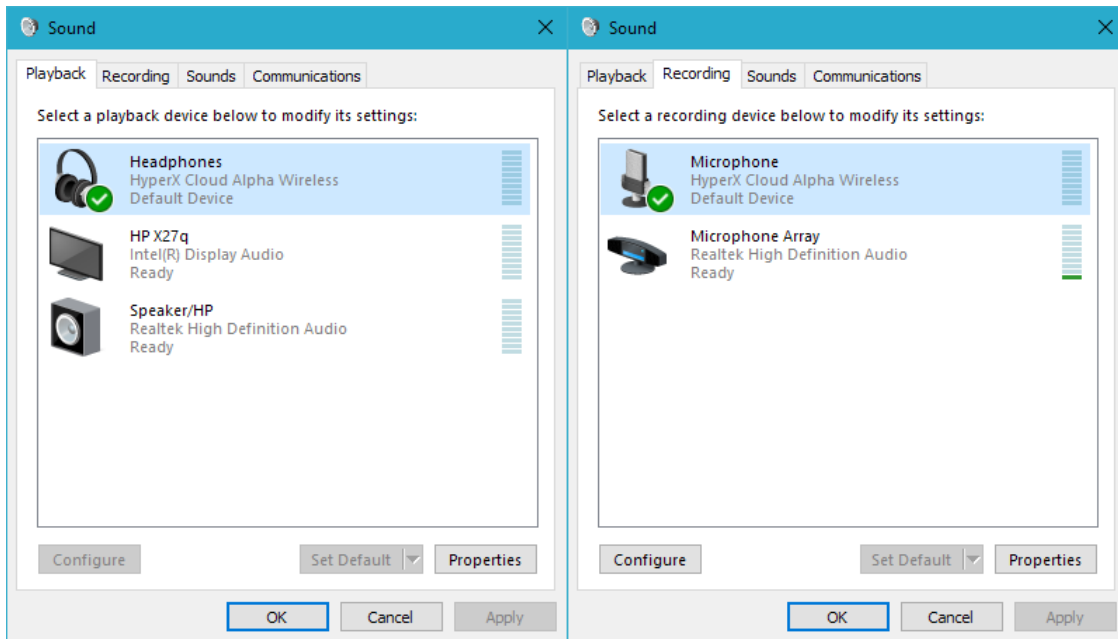 Sound
Playback Recording Sounds Communications
Select a playback device below to modify its settings:
Headphones
HyperX Cloud Alpha Wireless
Default Device
HP X27q
Intel(R) Display Audio
Ready
Speaker/HP
Realtek High Definition Audio
Ready
Configure Set Default Properties
OK Cancel Apply
Sound
Playback Recording Sounds Communications
Select a recording device below to modify its settings:
Microphone
HyperX Cloud Alpha Wireless
Default Device
Microphone Array
Realtek High Definition Audio
Ready
Configure Set Default Properties
OK Cancel Apply